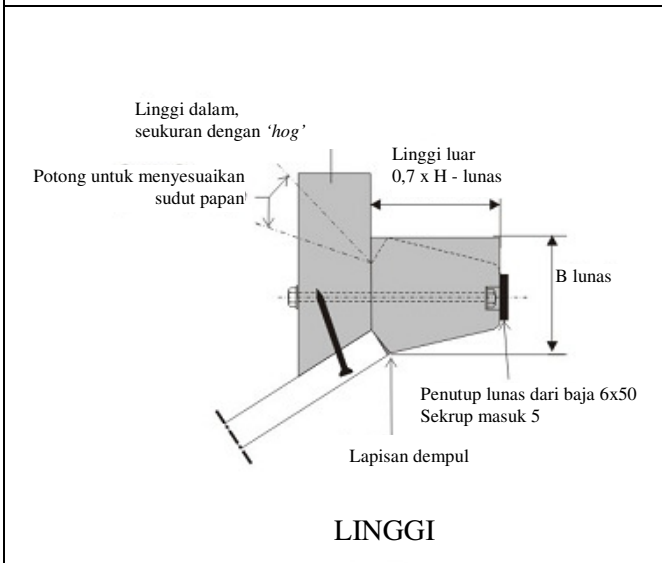 Linggi dalam,
seukuran dengan ‘hog’
Linggi luar
0,7 x H - lunas
Potong untuk menyesuaikan
sudut papan
B lunas
Penutup lunas dari baja 6x50
Sekrup masuk 5
Lapisan dempul
LINGGI